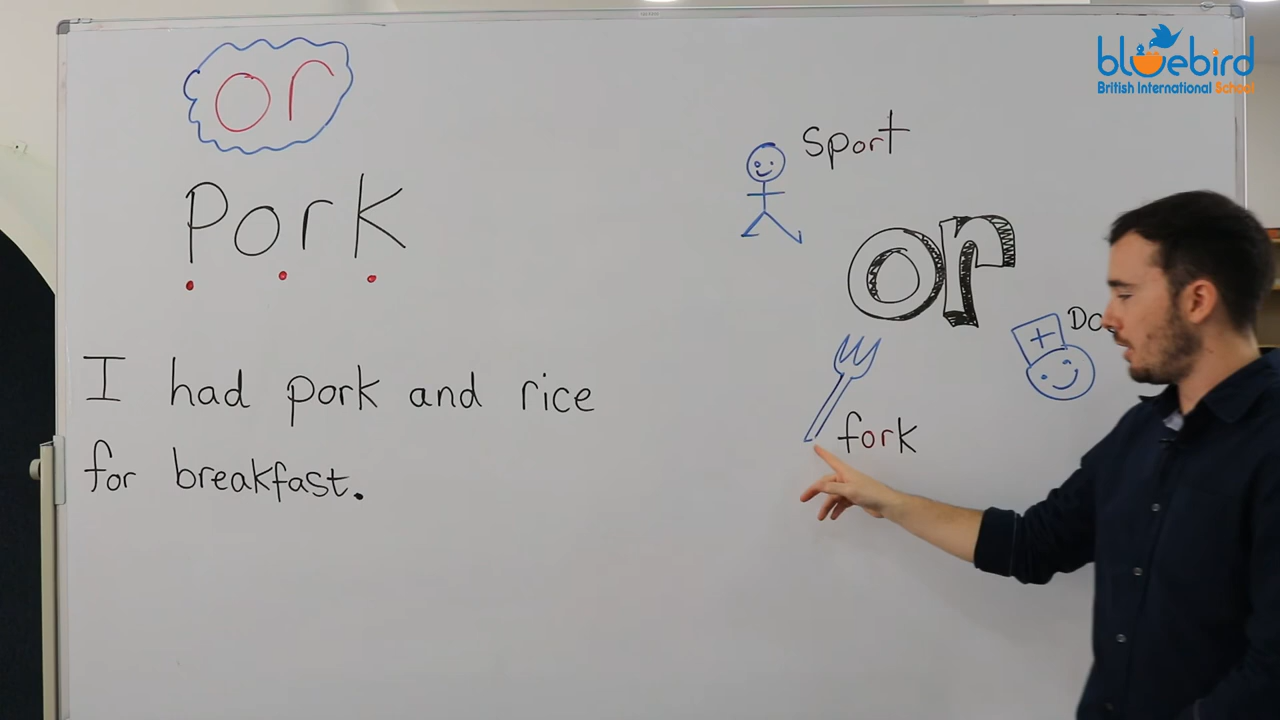 or
Pork
I had pork and rice
for breakfast.
sport
or
fork
bluebird
British International School